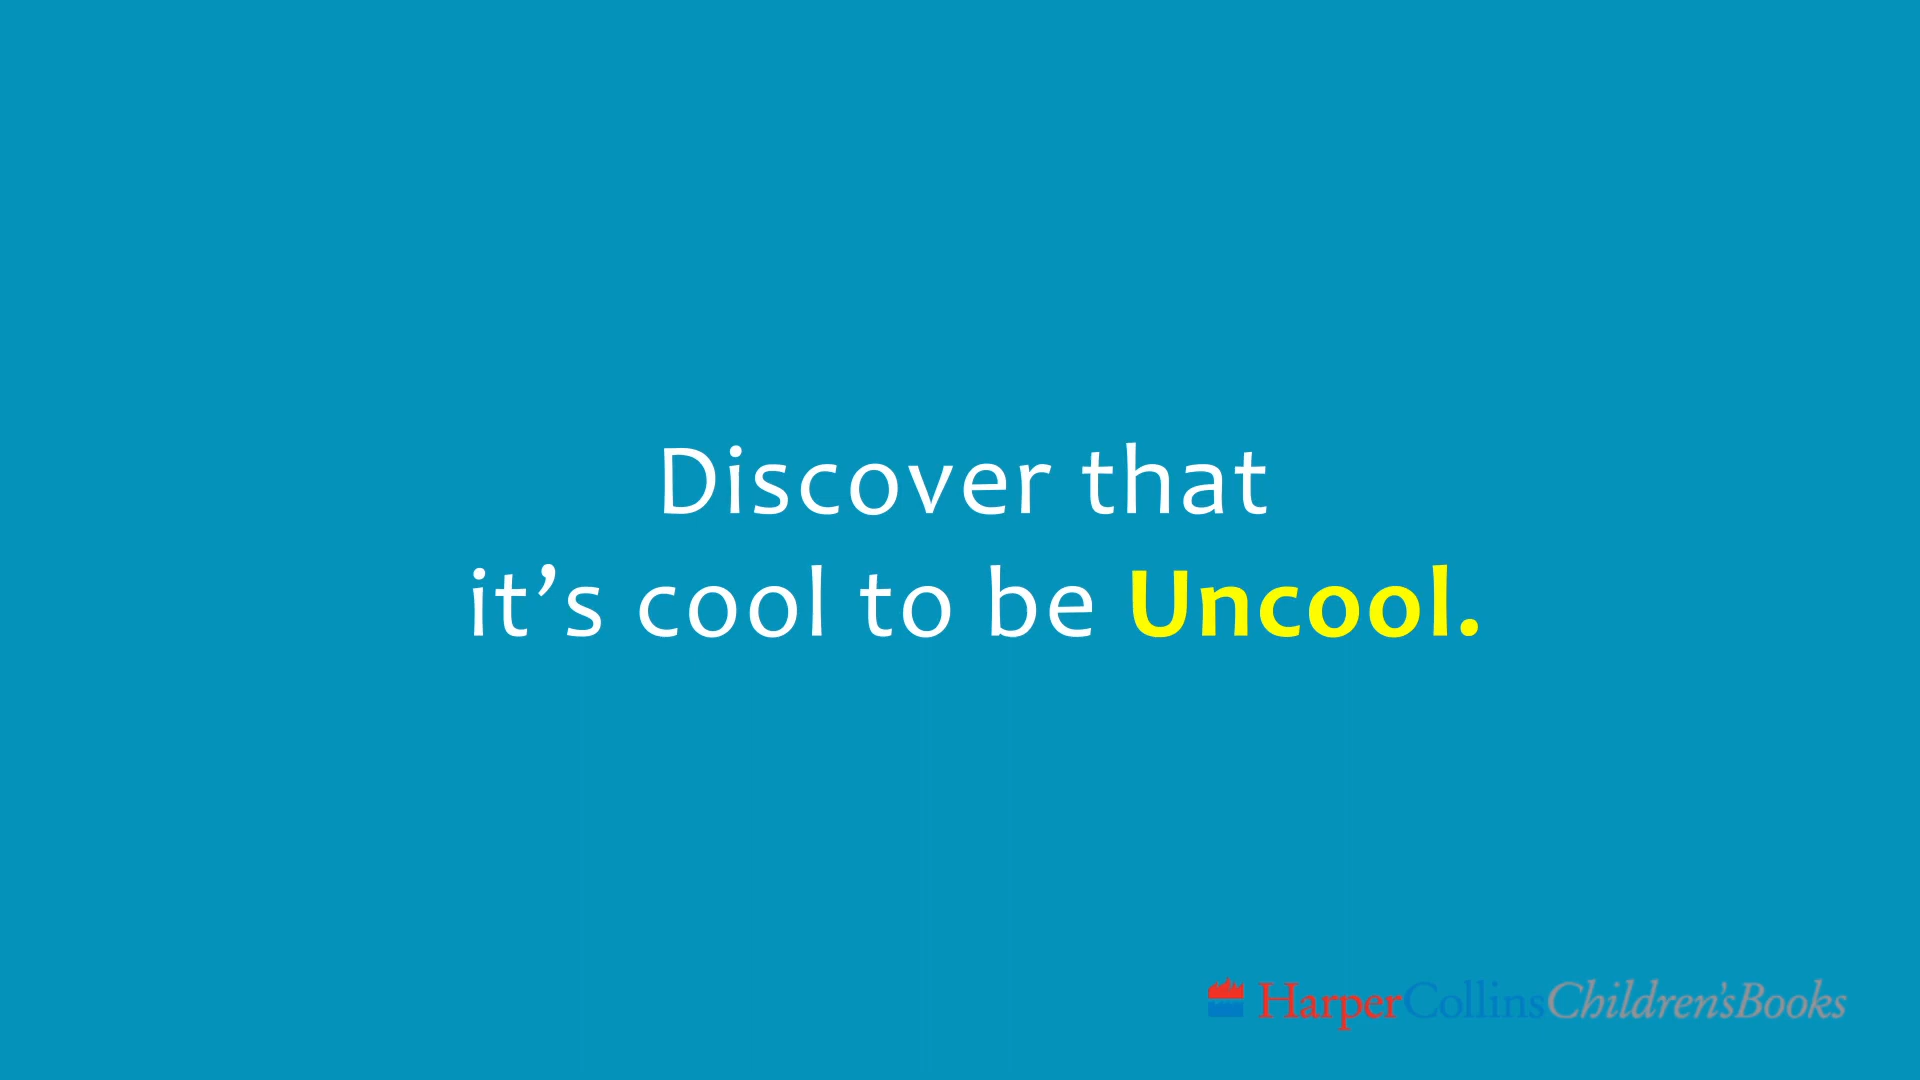 Discover that
it’s cool to be Uncool.
HarperCollinsChildren’sBooks